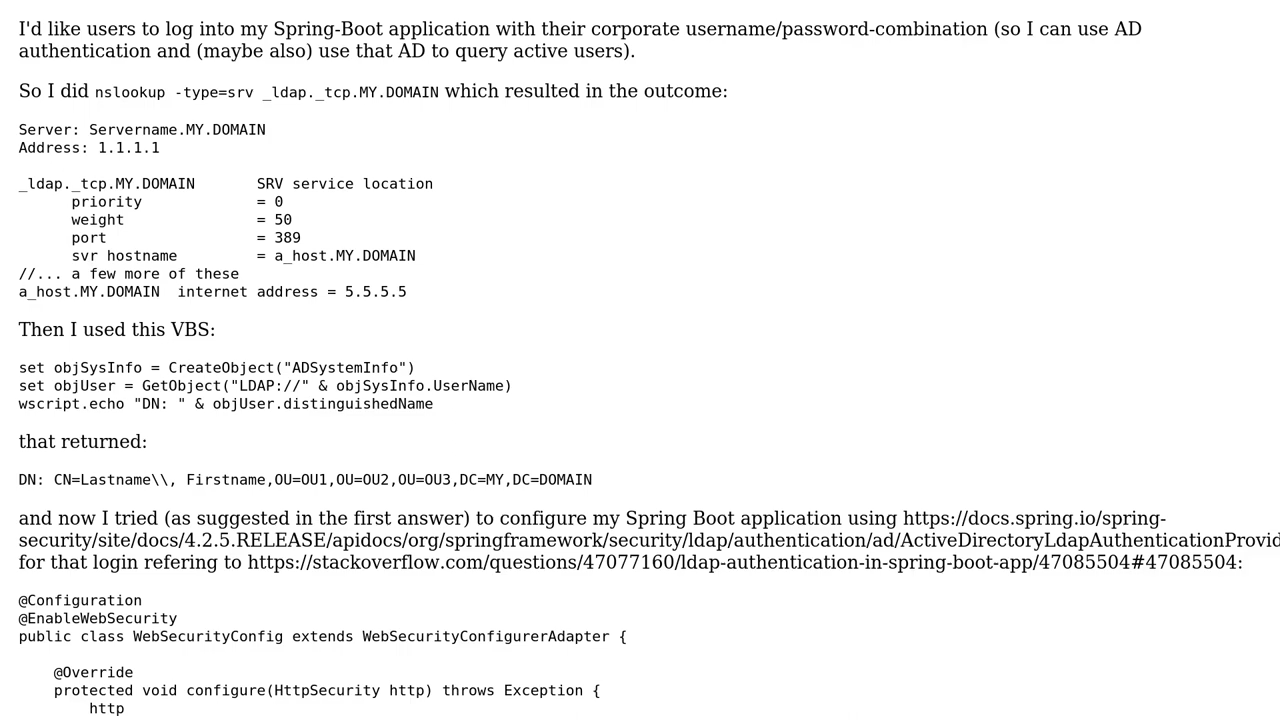 I'd like users to log into my Spring-Boot application with their corporate username/password-combination (so I can use AD
authentication and (maybe also) use that AD to query active users).
So I did nslookup -type=srv _ldap._tcp.MY.DOMAIN which resulted in the outcome:
Server: Servername.MY.DOMAIN
Address: 1.1.1.1
_ldap._tcp.MY.DOMAIN       SRV service location
      priority             = 0
      weight               = 50
      port                 = 389
      svr hostname         = a_host.MY.DOMAIN
//... a few more of these
a_host.MY.DOMAIN  internet address = 5.5.5.5
Then I used this VBS:
set objSysInfo = CreateObject("ADSystemInfo")
set objUser = GetObject("LDAP://" & objSysInfo.UserName)
wscript.echo "DN: " & objUser.distinguishedName
that returned:
DN: CN=Lastname\\, Firstname,OU=OU1,OU=OU2,OU=OU3,DC=MY,DC=DOMAIN
and now I tried (as suggested in the first answer) to configure my Spring Boot application using https://docs.spring.io/spring-
security/site/docs/4.2.5.RELEASE/apidocs/org/springframework/security/ldap/authentication/ad/ActiveDirectoryLdapAuthenticationProvid
for that login refering to https://stackoverflow.com/questions/47077160/ldap-authentication-in-spring-boot-app/47085504#47085504:
@Configuration
@EnableWebSecurity
public class WebSecurityConfig extends WebSecurityConfigurerAdapter {
    @Override
    protected void configure(HttpSecurity http) throws Exception {
        http